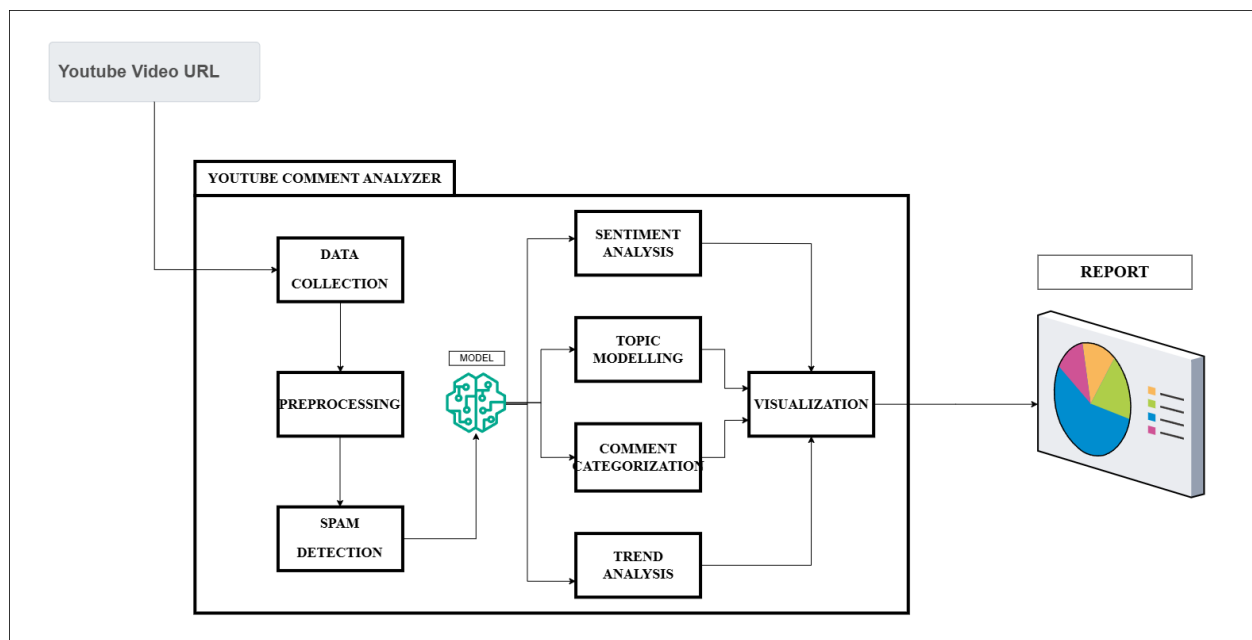 Youtube Video URL
YOUTUBE COMMENT ANALYZER
DATA
COLLECTION
PREPROCESSING
SPAM
DETECTION
MODEL
SENTIMENT
ANALYSIS
TOPIC
MODELLING
COMMENT
CATEGORIZATION
TREND
ANALYSIS
VISUALIZATION
REPORT